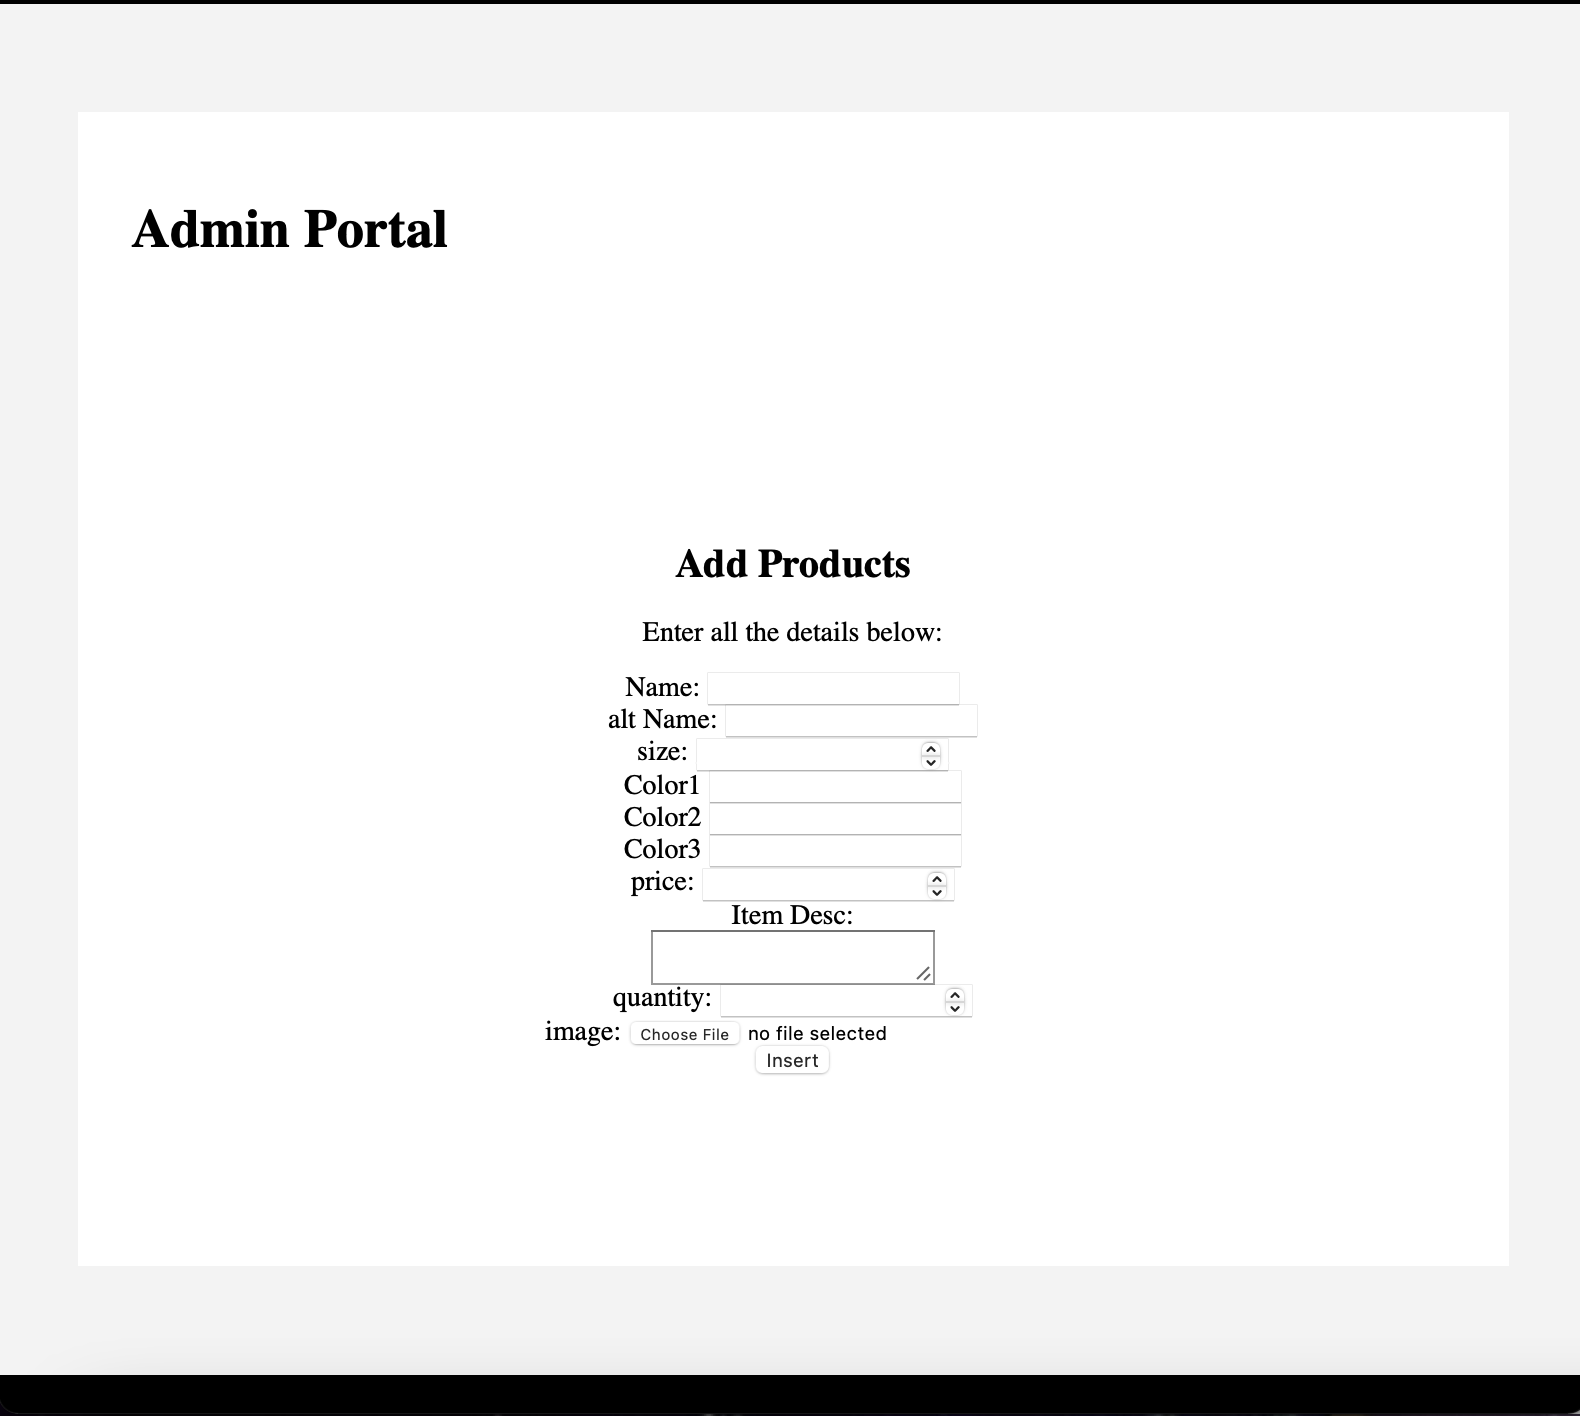 Admin Portal
Add Products
Enter all the details below:
Name:
alt Name:
size:
Color1
Color2
Color3
price:
Item Desc:
quantity:
image: Choose File no file selected
Insert